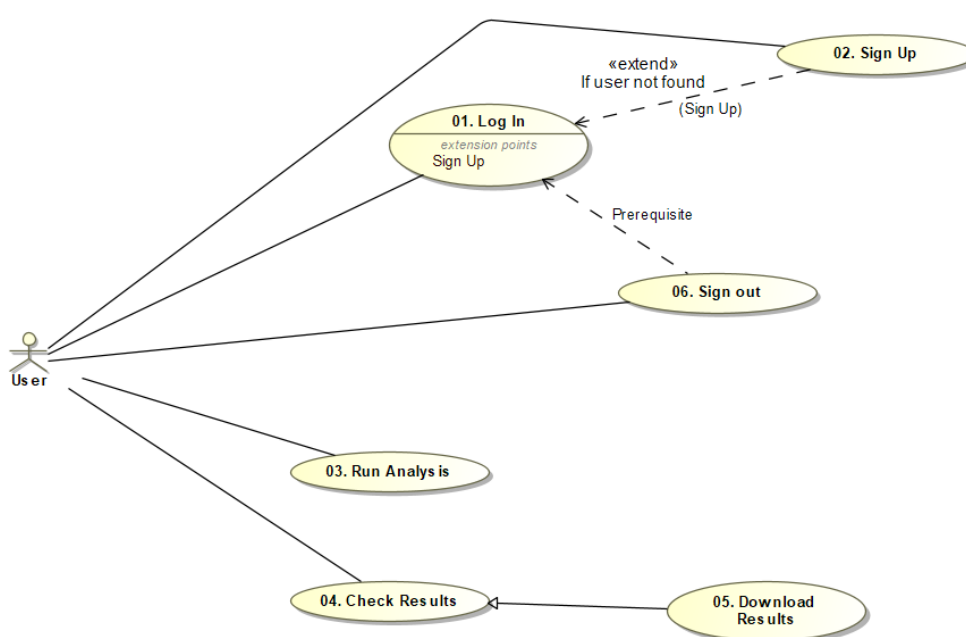 02. Sign Up
«extend»
If user not found
(Sign Up)
01. Log In
extension points
Sign Up
Prerequisite
06. Sign out
User
03. Run Analysis
04. Check Results
05. Download
Results